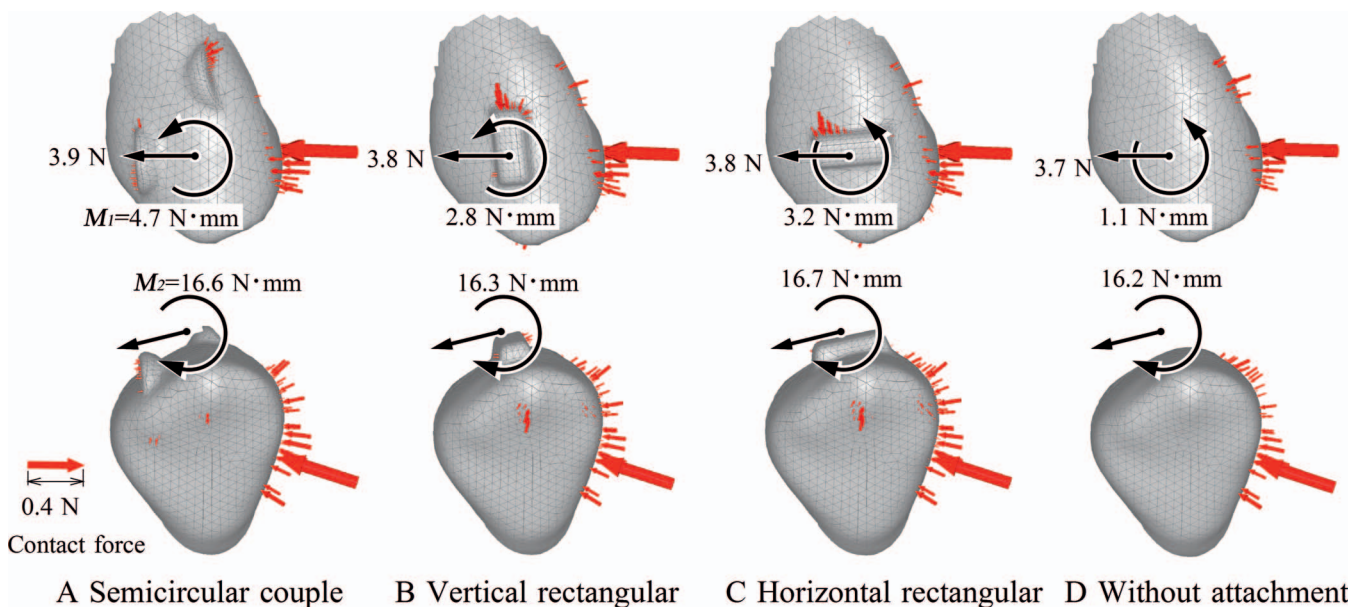 3.9 N
M1=4.7 N·mm
3.8 N
2.8 N·mm
3.8 N
3.2 N·mm
3.7 N
1.1 N·mm
M2=16.6 N·mm
16.3 N·mm
16.7 N·mm
16.2 N·mm
0.4 N
Contact force
A Semicircular couple
B Vertical rectangular
C Horizontal rectangular
D Without attachment